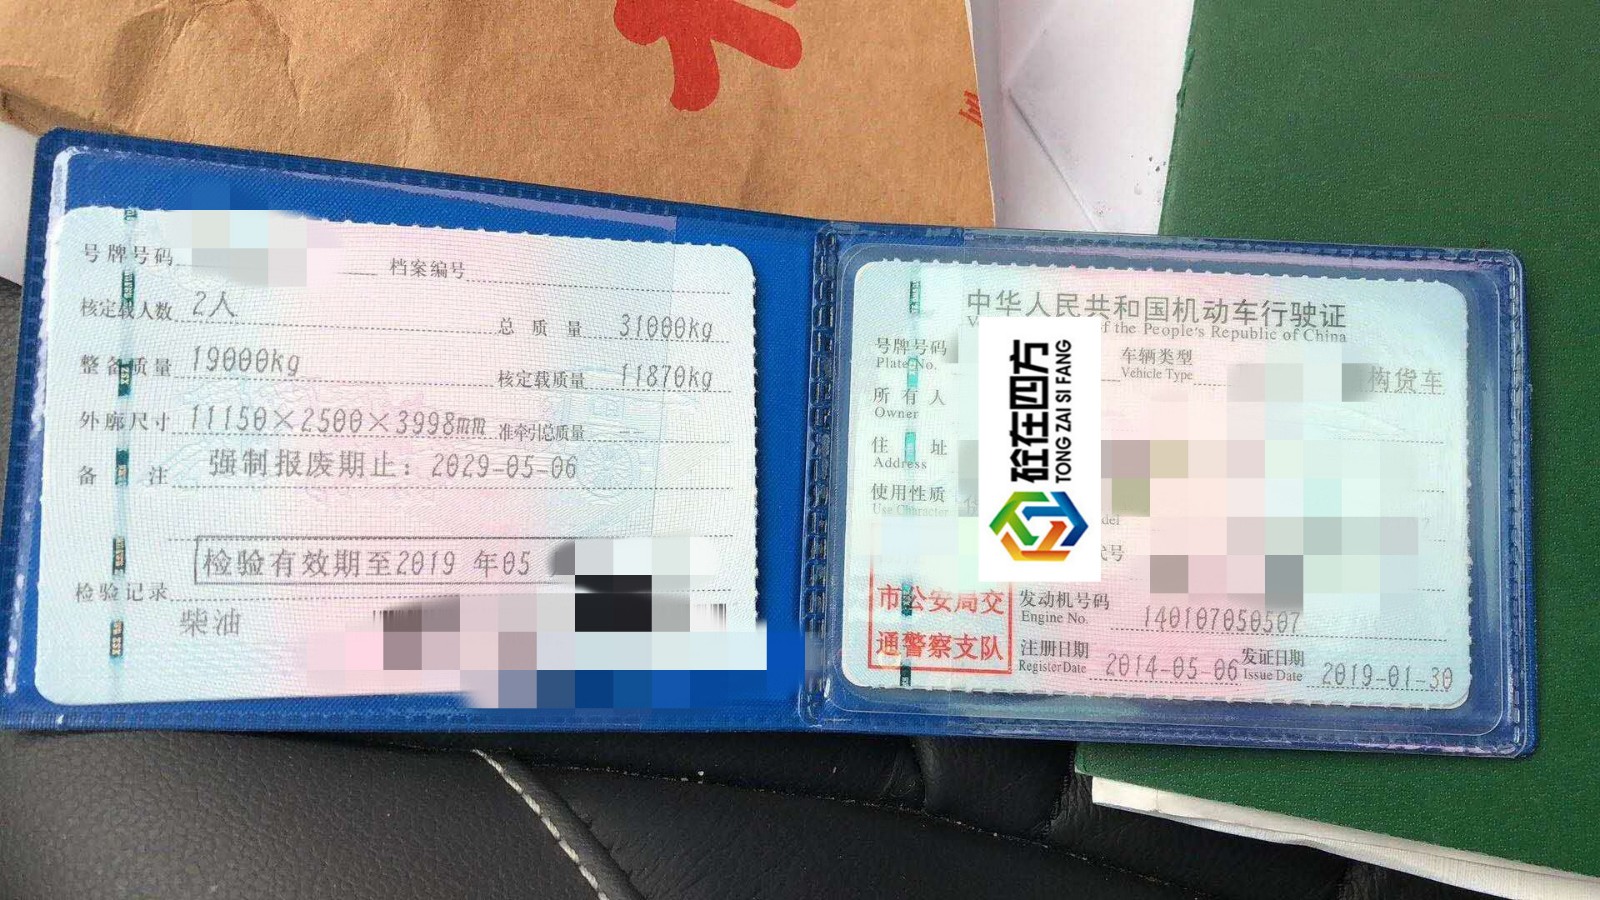 号牌号码
档案编号
核定载人数 2人
总质量 31000kg
整备质量 19000kg
核定载质量 11870kg
外廓尺寸 11150×2500×3998mm
准牵引总质量 --
备注 强制报废期止：2029-05-06
检验有效期至2019 年05
检验记录
柴油
中华人民共和国机动车行驶证
of the People's Republic of China
号牌号码
Plate No.
车辆类型
Vehicle Type
构货车
所有人
Owner
住址
Address
使用性质
Use Character
砼在四方
TONG ZAI SI FANG
市公安局交
通警察支队
发动机号码
Engine No.
140107050507
注册日期
Register Date
2014-05-06
发证日期
Issue Date
2019-01-30